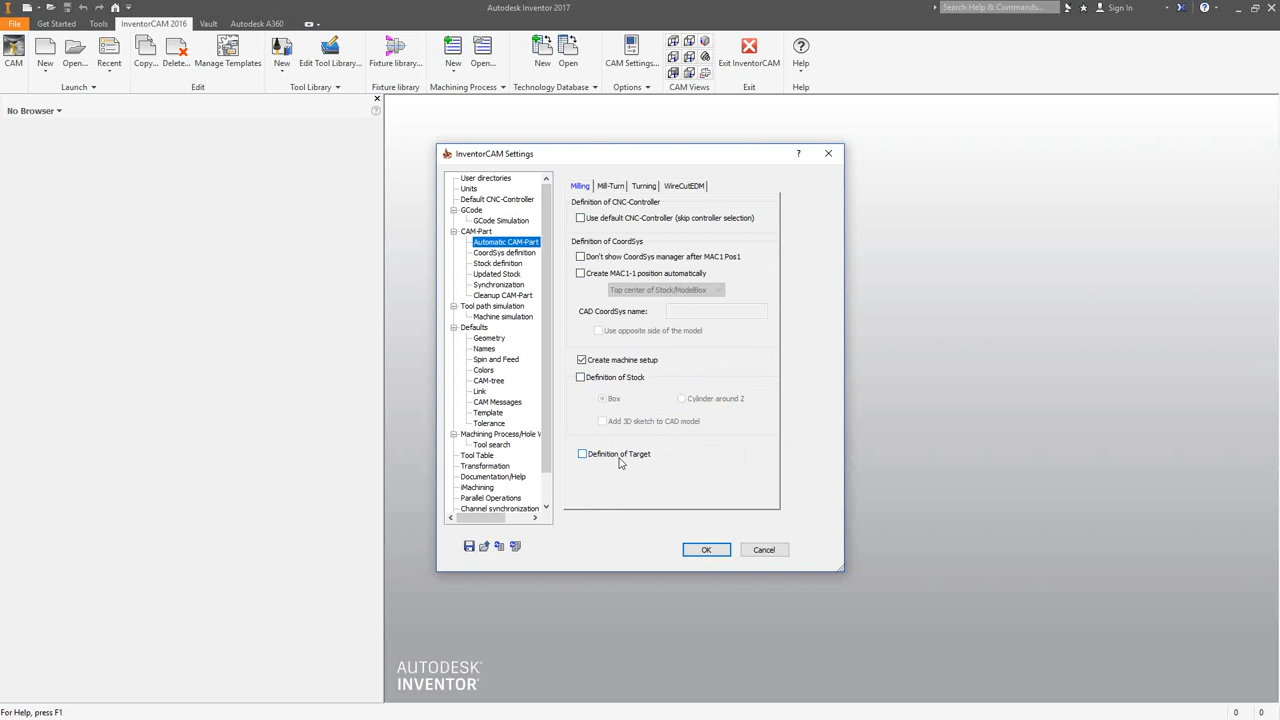 Autodesk Inventor 2017
Search Help & Commands...
Sign In
File
Get Started
Tools
InventorCAM 2016
Vault
Autodesk A360
CAM
New
Open...
Recent
Copy...
Delete...
Manage Templates
New
Edit Tool Library...
Fixture library...
New
Open...
New
Open
CAM Settings...
Exit InventorCAM
Help
Launch
Edit
Tool Library
Fixture library
Machining Process
Technology Database
Options
CAM Views
Exit
Help
No Browser
InventorCAM Settings
User directories
Units
Default CNC-Controller
GCode
GCode Simulation
CAM-Part
Automatic CAM-Part
CoordSys definition
Stock definition
Updated Stock
Synchronization
Cleanup CAM-Part
Tool path simulation
Machine simulation
Defaults
Geometry
Names
Spin and Feed
Colors
CAM-tree
Link
CAM Messages
Template
Tolerance
Machining Process/Hole W
Tool search
Tool Table
Transformation
Documentation/Help
iMachining
Parallel Operations
Channel synchronization
Milling
Mill-Turn
Turning
WireCutEDM
Definition of CNC-Controller
Use default CNC-Controller (skip controller selection)
Definition of CoordSys
Don't show CoordSys manager after MAC1 Pos1
Create MAC1-1 position automatically
Top center of Stock/ModelBox
CAD CoordSys name:
Use opposite side of the model
Create machine setup
Definition of Stock
Box
Cylinder around Z
Add 3D sketch to CAD model
Definition of Target
OK
Cancel
AUTODESK
INVENTOR
For Help, press F1
0
0